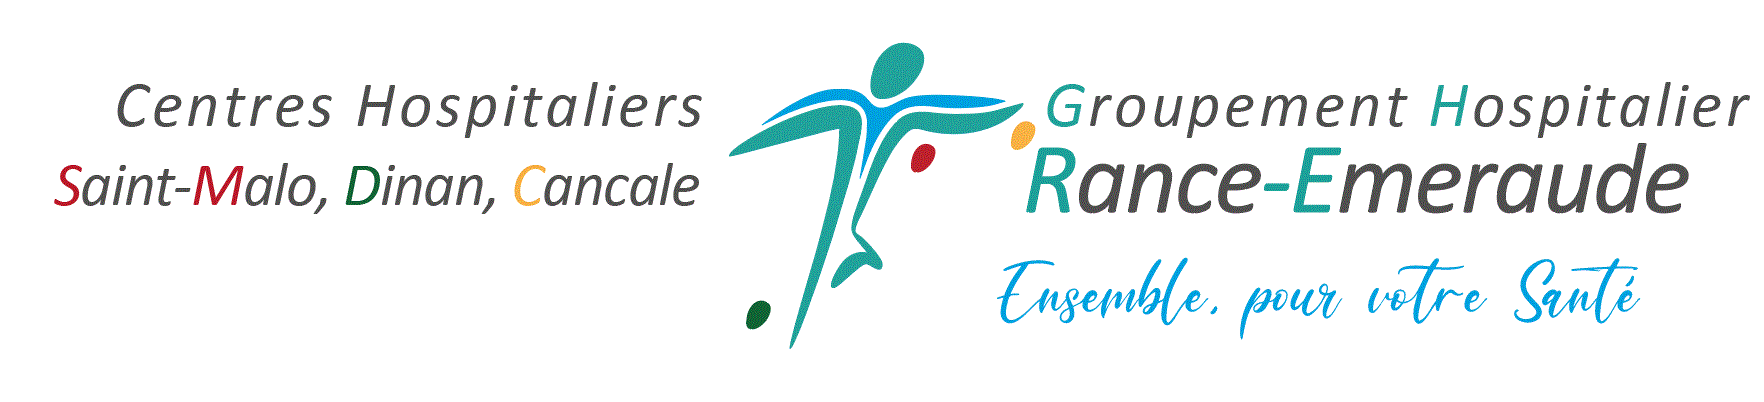 Centres Hospitaliers
Saint-Malo, Dinan, Cancale
Groupement Hospitalier
Rance-Emeraude
Ensemble, pour votre Santé